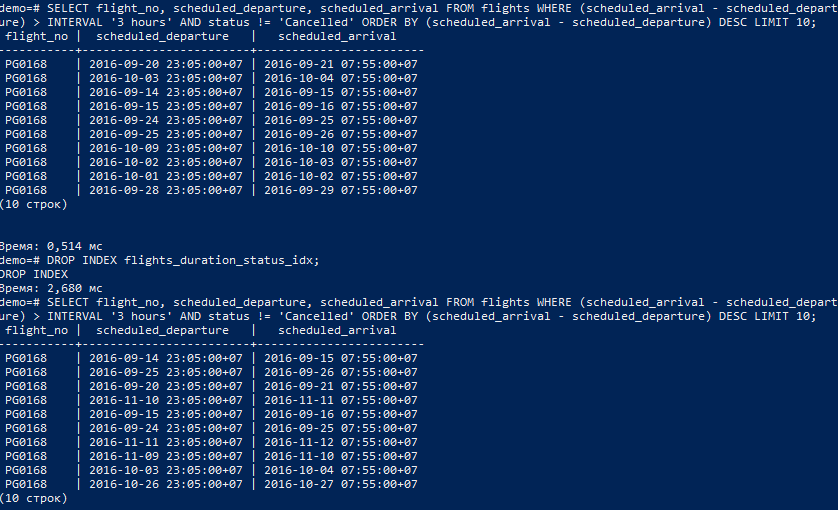 demo=# SELECT flight_no, scheduled_departure, scheduled_arrival FROM flights WHERE (scheduled_arrival - scheduled_depart
ure) > INTERVAL '3 hours' AND status != 'Cancelled' ORDER BY (scheduled_arrival - scheduled_departure) DESC LIMIT 10;
 flight_no |  scheduled_departure   |   scheduled_arrival
-----------+------------------------+------------------------
 PG0168    | 2016-09-20 23:05:00+07 | 2016-09-21 07:55:00+07
 PG0168    | 2016-10-03 23:05:00+07 | 2016-10-04 07:55:00+07
 PG0168    | 2016-09-14 23:05:00+07 | 2016-09-15 07:55:00+07
 PG0168    | 2016-09-15 23:05:00+07 | 2016-09-16 07:55:00+07
 PG0168    | 2016-09-24 23:05:00+07 | 2016-09-25 07:55:00+07
 PG0168    | 2016-09-25 23:05:00+07 | 2016-09-26 07:55:00+07
 PG0168    | 2016-10-09 23:05:00+07 | 2016-10-10 07:55:00+07
 PG0168    | 2016-10-02 23:05:00+07 | 2016-10-03 07:55:00+07
 PG0168    | 2016-10-01 23:05:00+07 | 2016-10-02 07:55:00+07
 PG0168    | 2016-09-28 23:05:00+07 | 2016-09-29 07:55:00+07
(10 строк)
Время: 0,514 мс
demo=# DROP INDEX flights_duration_status_idx;
DROP INDEX
Время: 2,680 мс
demo=# SELECT flight_no, scheduled_departure, scheduled_arrival FROM flights WHERE (scheduled_arrival - scheduled_depart
ure) > INTERVAL '3 hours' AND status != 'Cancelled' ORDER BY (scheduled_arrival - scheduled_departure) DESC LIMIT 10;
 flight_no |  scheduled_departure   |   scheduled_arrival
-----------+------------------------+------------------------
 PG0168    | 2016-09-14 23:05:00+07 | 2016-09-15 07:55:00+07
 PG0168    | 2016-09-25 23:05:00+07 | 2016-09-26 07:55:00+07
 PG0168    | 2016-09-20 23:05:00+07 | 2016-09-21 07:55:00+07
 PG0168    | 2016-11-10 23:05:00+07 | 2016-11-11 07:55:00+07
 PG0168    | 2016-09-15 23:05:00+07 | 2016-09-16 07:55:00+07
 PG0168    | 2016-09-24 23:05:00+07 | 2016-09-25 07:55:00+07
 PG0168    | 2016-11-11 23:05:00+07 | 2016-11-12 07:55:00+07
 PG0168    | 2016-11-09 23:05:00+07 | 2016-11-10 07:55:00+07
 PG0168    | 2016-10-03 23:05:00+07 | 2016-10-04 07:55:00+07
 PG0168    | 2016-10-26 23:05:00+07 | 2016-10-27 07:55:00+07
(10 строк)